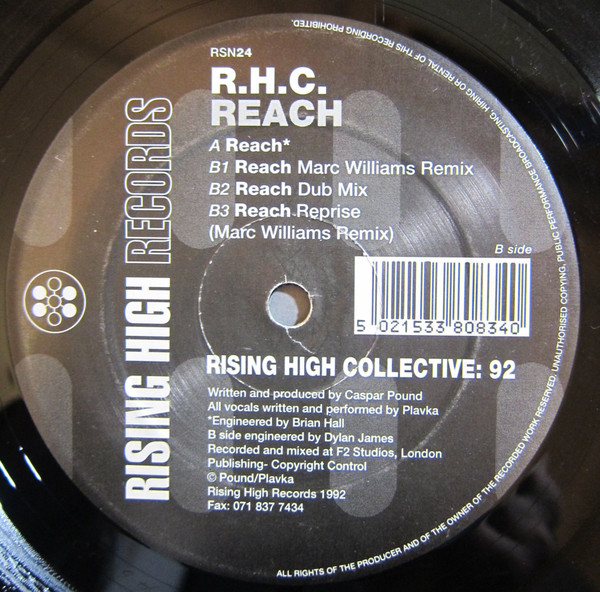 RSN24
R.H.C.
REACH
A Reach*
B1 Reach Marc Williams Remix
B2 Reach Dub Mix
B3 Reach Reprise
(Marc Williams Remix)
B side
5 021533 808340
RISING HIGH RECORDS
RISING HIGH COLLECTIVE: 92
Written and produced by Caspar Pound
All vocals written and performed by Plavka
*Engineered by Brian Hall
B side engineered by Dylan James
Recorded and mixed at F2 Studios, London
Publishing- Copyright Control
© Pound/Plavka
Rising High Records 1992
Fax: 071 837 7434
ALL RIGHTS OF THE PRODUCER AND OF THE OWNER OF THE RECORDED WORK RESERVED. UNAUTHORISED COPYING, PUBLIC PERFORMANCE BROADCASTING, HIRING OR RENTAL OF THIS RECORDING PROHIBITED.